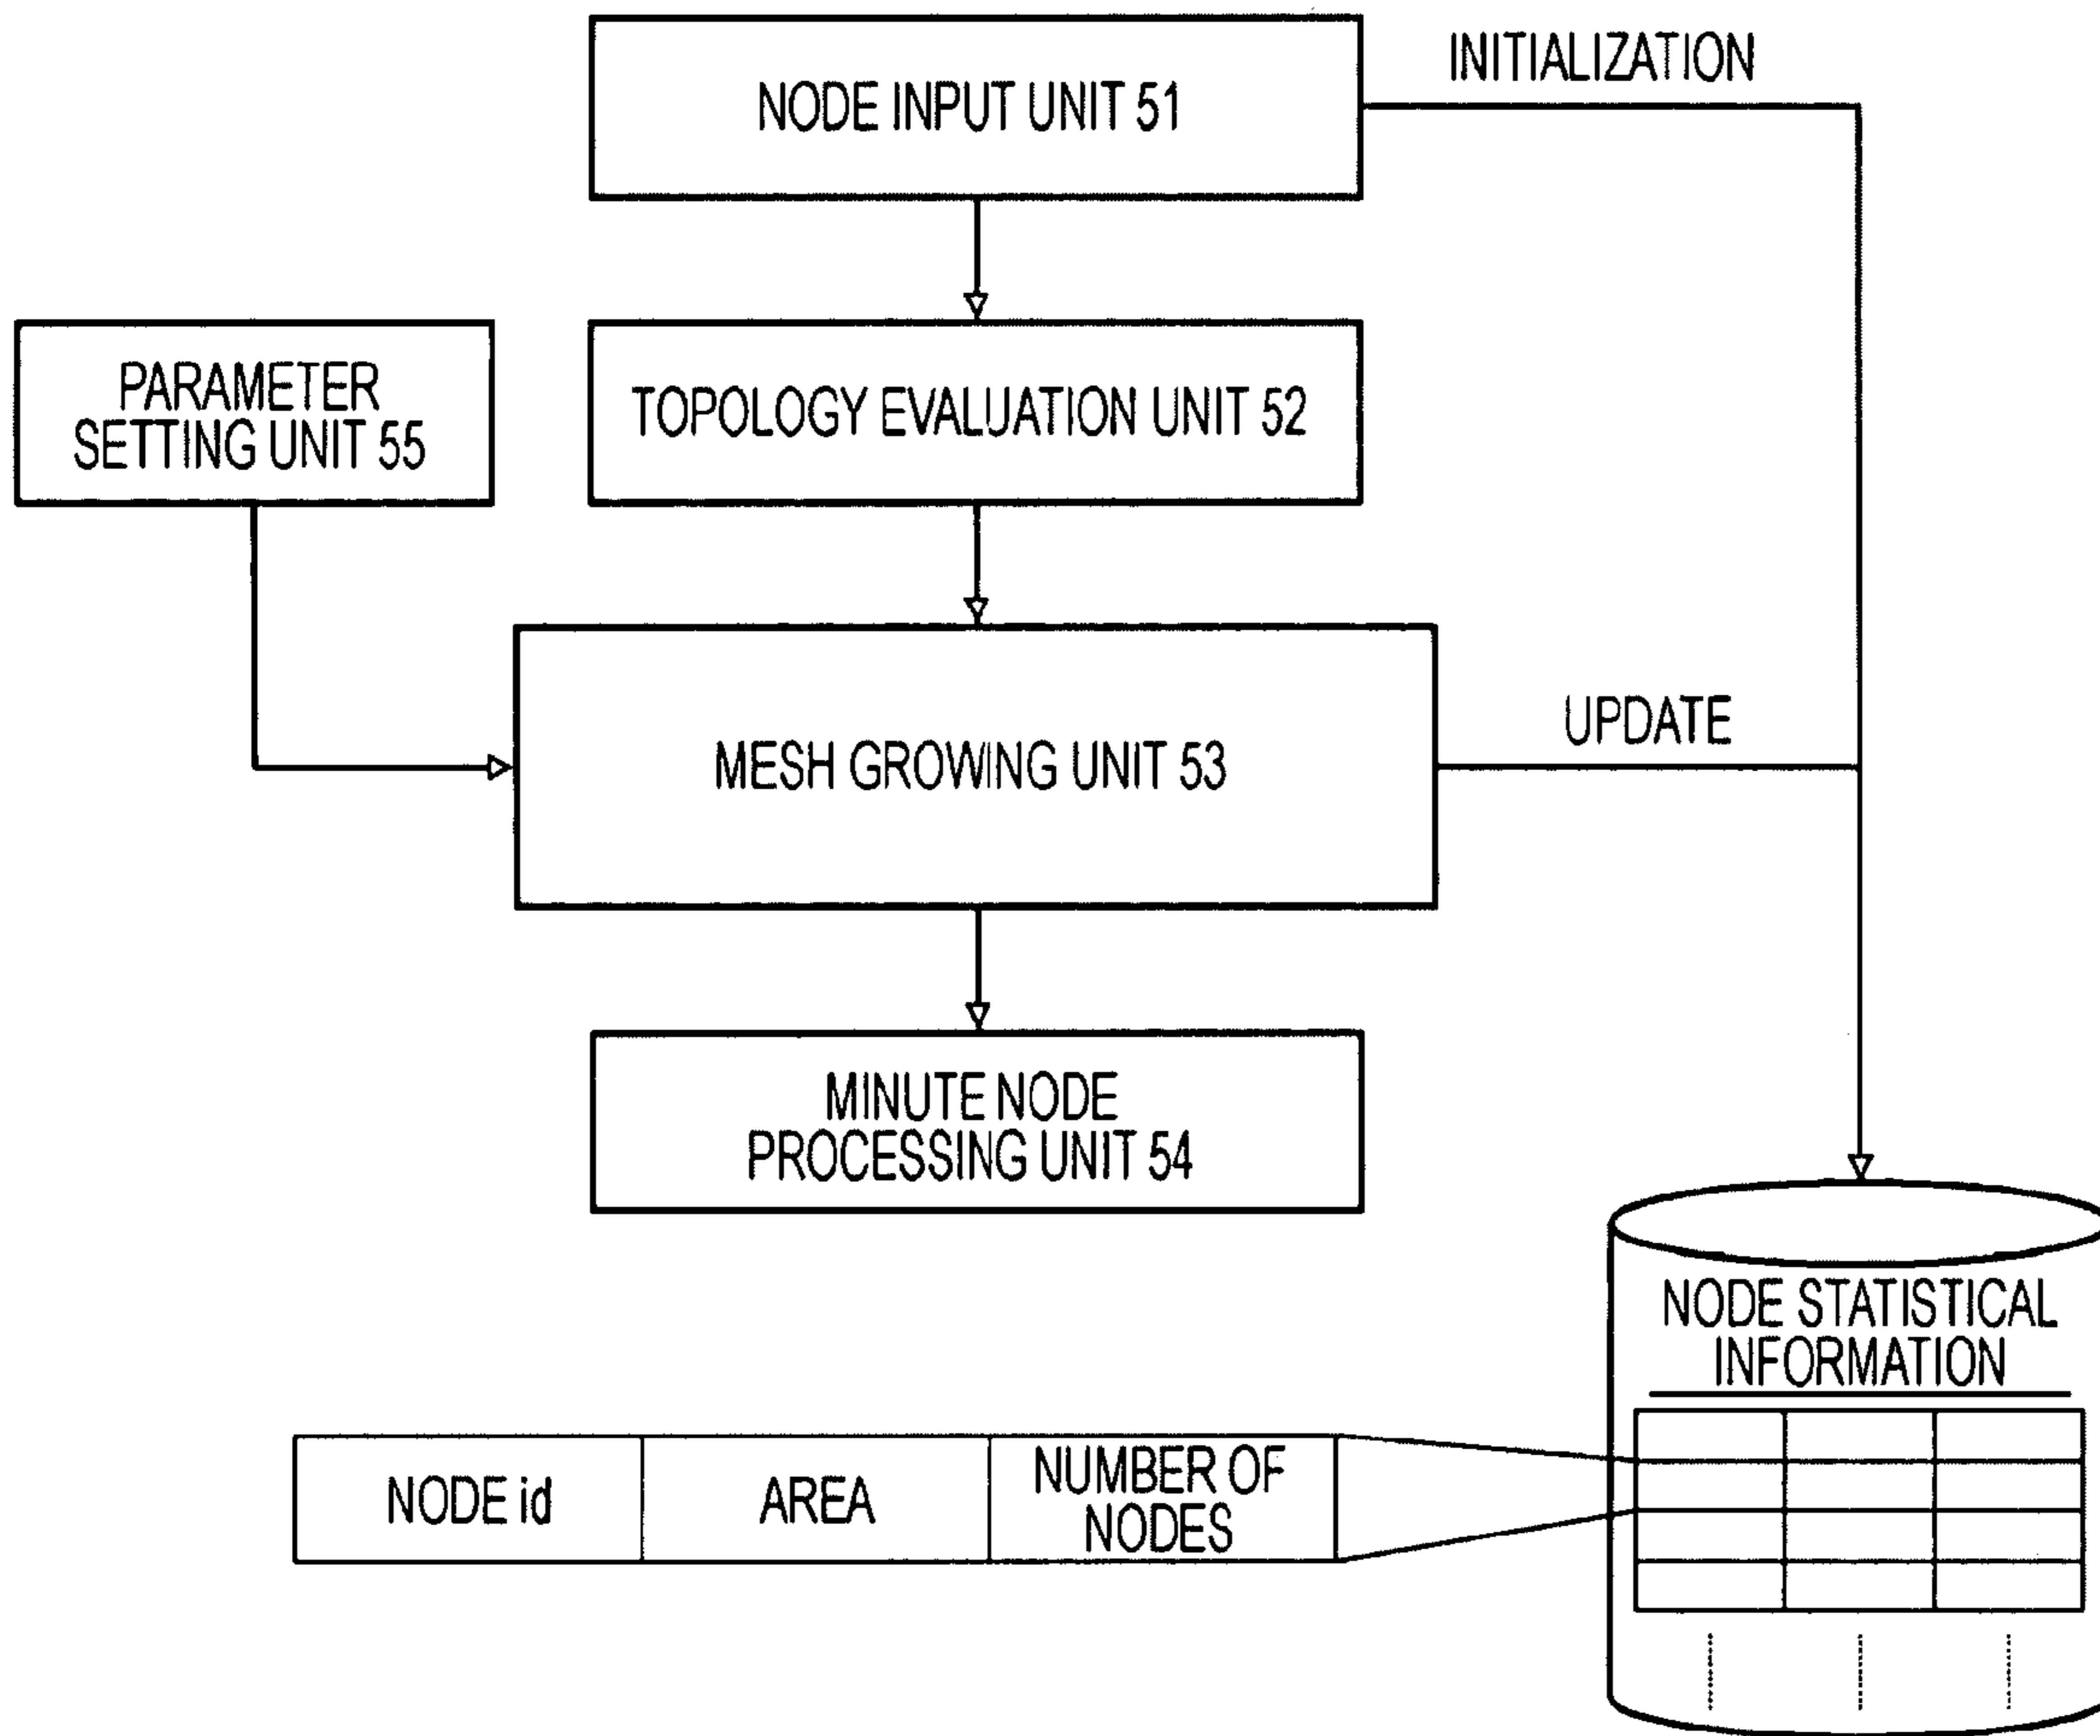 NODE INPUT UNIT 51
INITIALIZATION
PARAMETER
SETTING UNIT 55
TOPOLOGY EVALUATION UNIT 52
MESH GROWING UNIT 53
UPDATE
MINUTE NODE
PROCESSING UNIT 54
NODE STATISTICAL
INFORMATION
NODE id
AREA
NUMBER OF
NODES